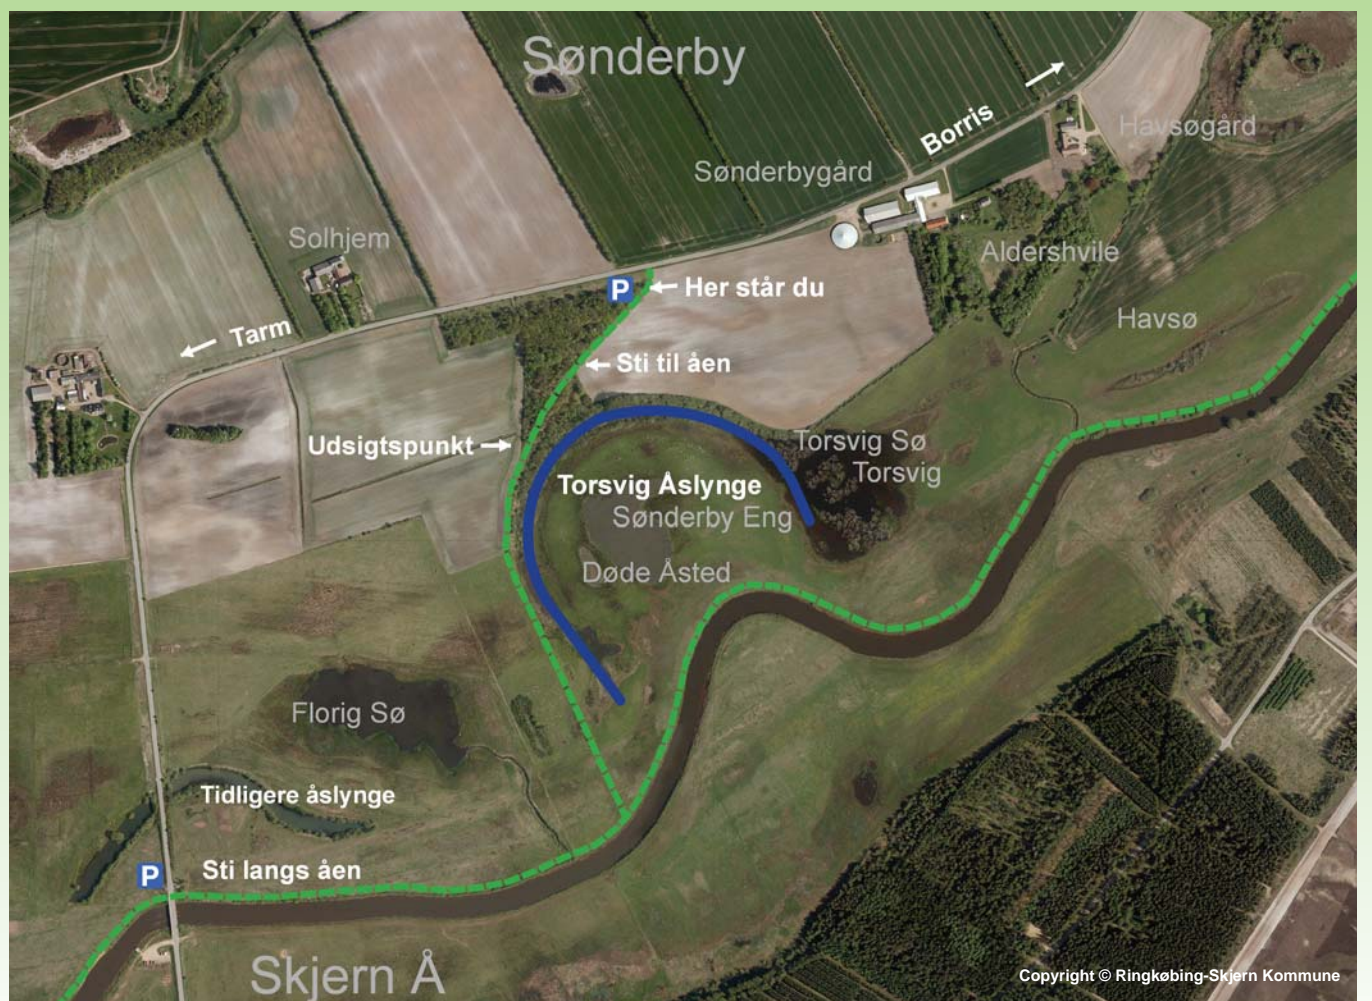 Sønderby
Borris
Havsøgård
Sønderbygård
Solhjem
Aldershvile
P
Her står du
Havsø
Tarm
Sti til åen
Udsigtspunkt
Torsvig Sø
Torsvig
Torsvig Åslynge
Sønderby Eng
Døde Åsted
Florig Sø
Tidligere åslynge
P
Sti langs åen
Skjern Å
Copyright © Ringkøbing-Skjern Kommune